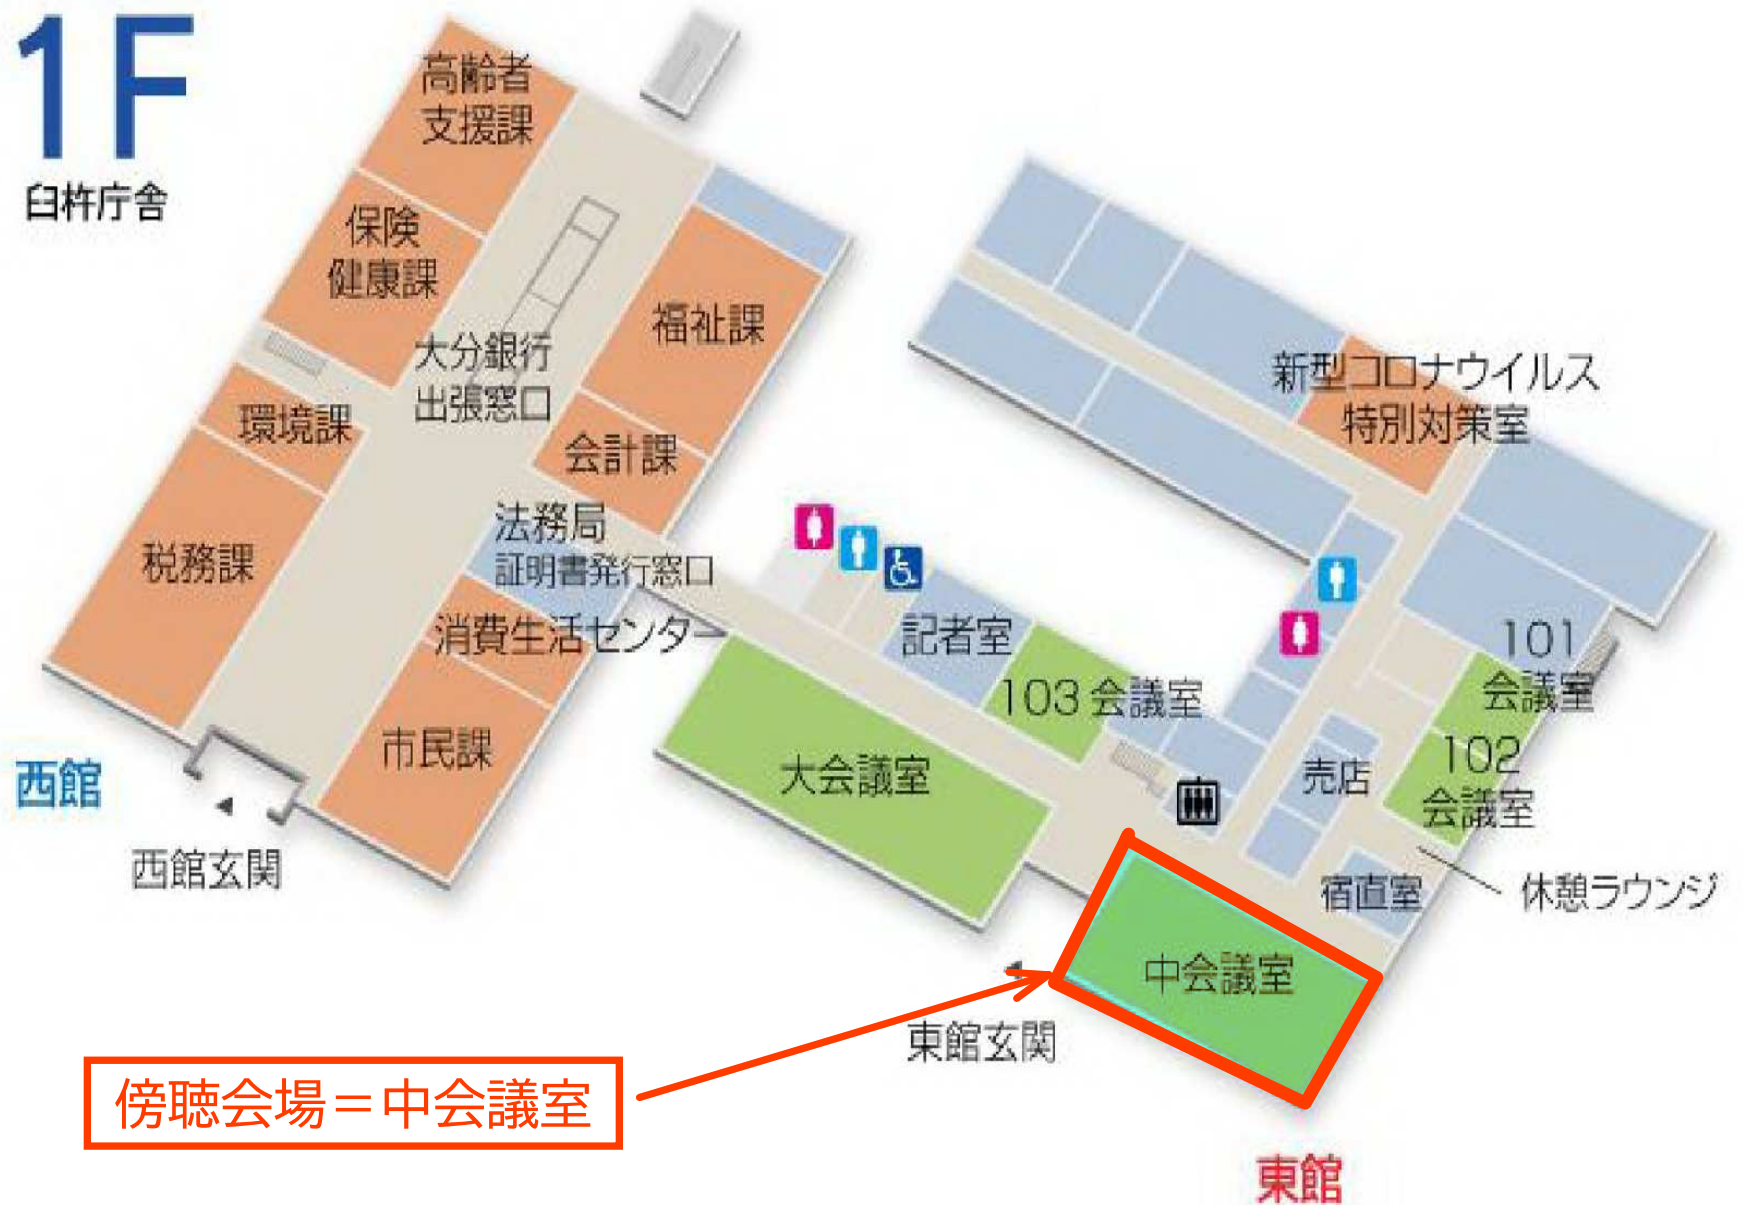 1F
臼杵庁舎
高齢者
支援課
保険
健康課
大分銀行
出張窓口
福祉課
環境課
会計課
税務課
法務局
証明書発行窓口
消費生活センター
市民課
西館
西館玄関
新型コロナウイルス
特別対策室
記者室
103 会議室
101
会議室
102
会議室
大会議室
売店
宿直室
休憩ラウンジ
中会議室
東館玄関
傍聴会場＝中会議室
東館